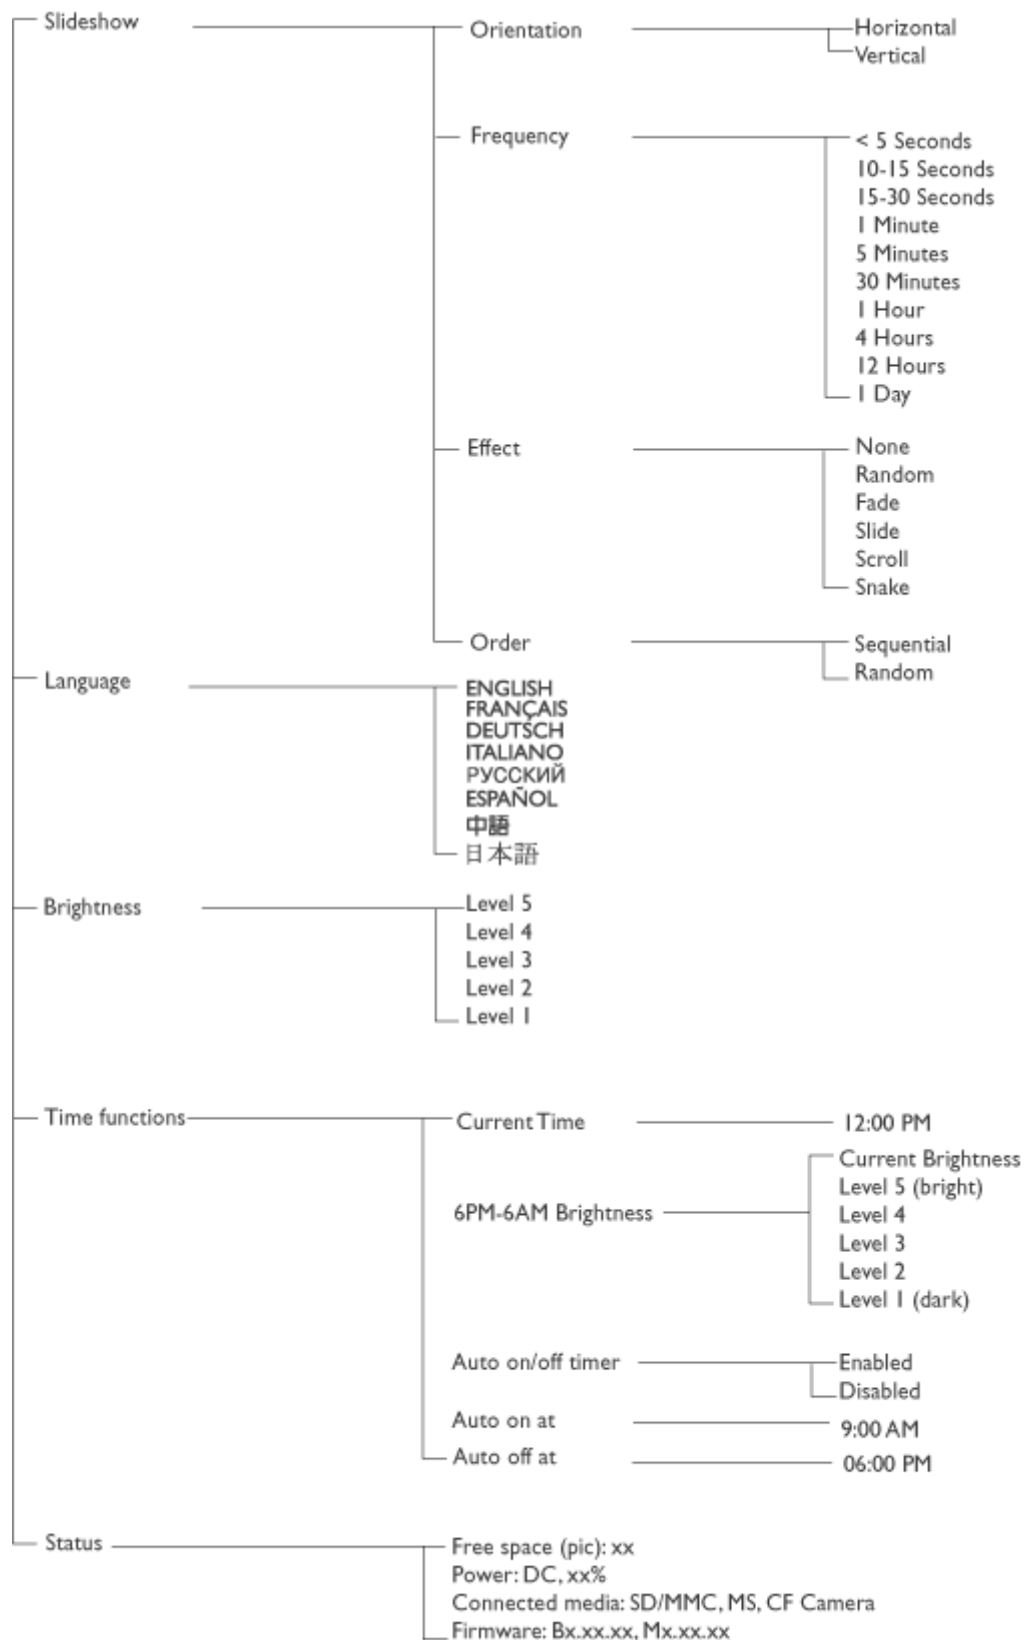 Slideshow
Orientation
Horizontal
Vertical
Frequency
< 5 Seconds
10-15 Seconds
15-30 Seconds
1 Minute
5 Minutes
30 Minutes
1 Hour
4 Hours
12 Hours
1 Day
Effect
None
Random
Fade
Slide
Scroll
Snake
Order
Sequential
Random
Language
ENGLISH
FRANÇAIS
DEUTSCH
ITALIANO
РУССКИЙ
ESPAÑOL
中語
日本語
Brightness
Level 5
Level 4
Level 3
Level 2
Level 1
Time functions
Current Time
12:00 PM
6PM-6AM Brightness
Current Brightness
Level 5 (bright)
Level 4
Level 3
Level 2
Level 1 (dark)
Auto on/off timer
Enabled
Disabled
Auto on at
9:00 AM
Auto off at
06:00 PM
Status
Free space (pic): xx
Power: DC, xx%
Connected media: SD/MMC, MS, CF Camera
Firmware: Bx.xx.xx, Mx.xx.xx